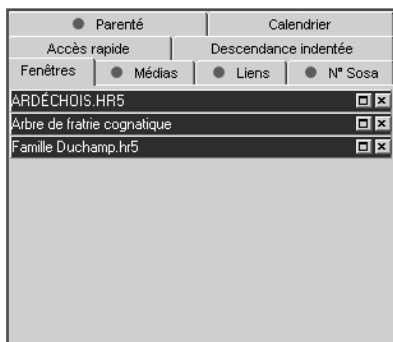 Parenté Calendrier
Accès rapide Descendance indentée
Fenêtres Médias Liens N° Sosa
ARDÉCHOIS.HR5
Arbre de fratrie cognatique
Famille Duchamp.hr5